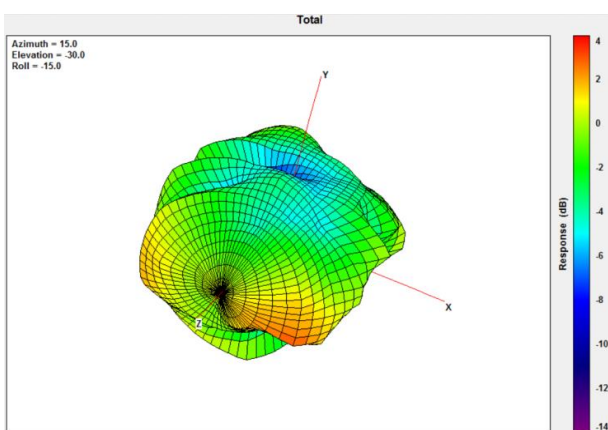 Total
Azimuth = 15.0
Elevation = -30.0
Roll = -15.0
Y
X
Z
Response (dB)
4
2
0
-2
-4
-6
-8
-10
-12
-14